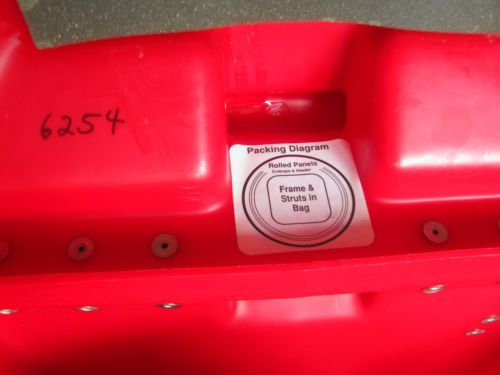 6254
Packing Diagram
Rolled Panels
Endcaps & Header
Frame &
Struts in
Bag